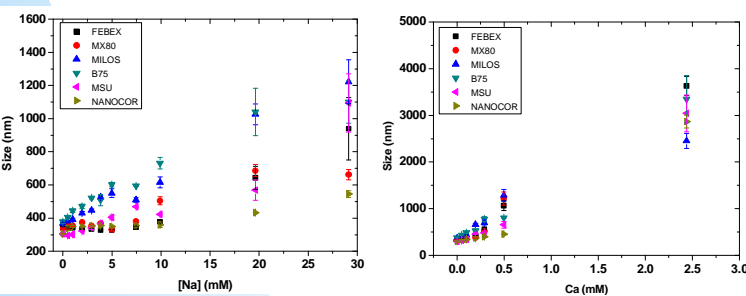 1600
1400
1200
1000
800
600
400
200
Size (nm)
FEBEX
MX80
MILOS
B75
MSU
NANOCOR
0
5
10
15
20
25
30
[Na] (mM)
5000
4000
3000
2000
1000
0
Size (nm)
FEBEX
MX80
MILOS
B75
MSU
NANOCOR
0.0
0.5
1.0
1.5
2.0
2.5
3.0
Ca (mM)